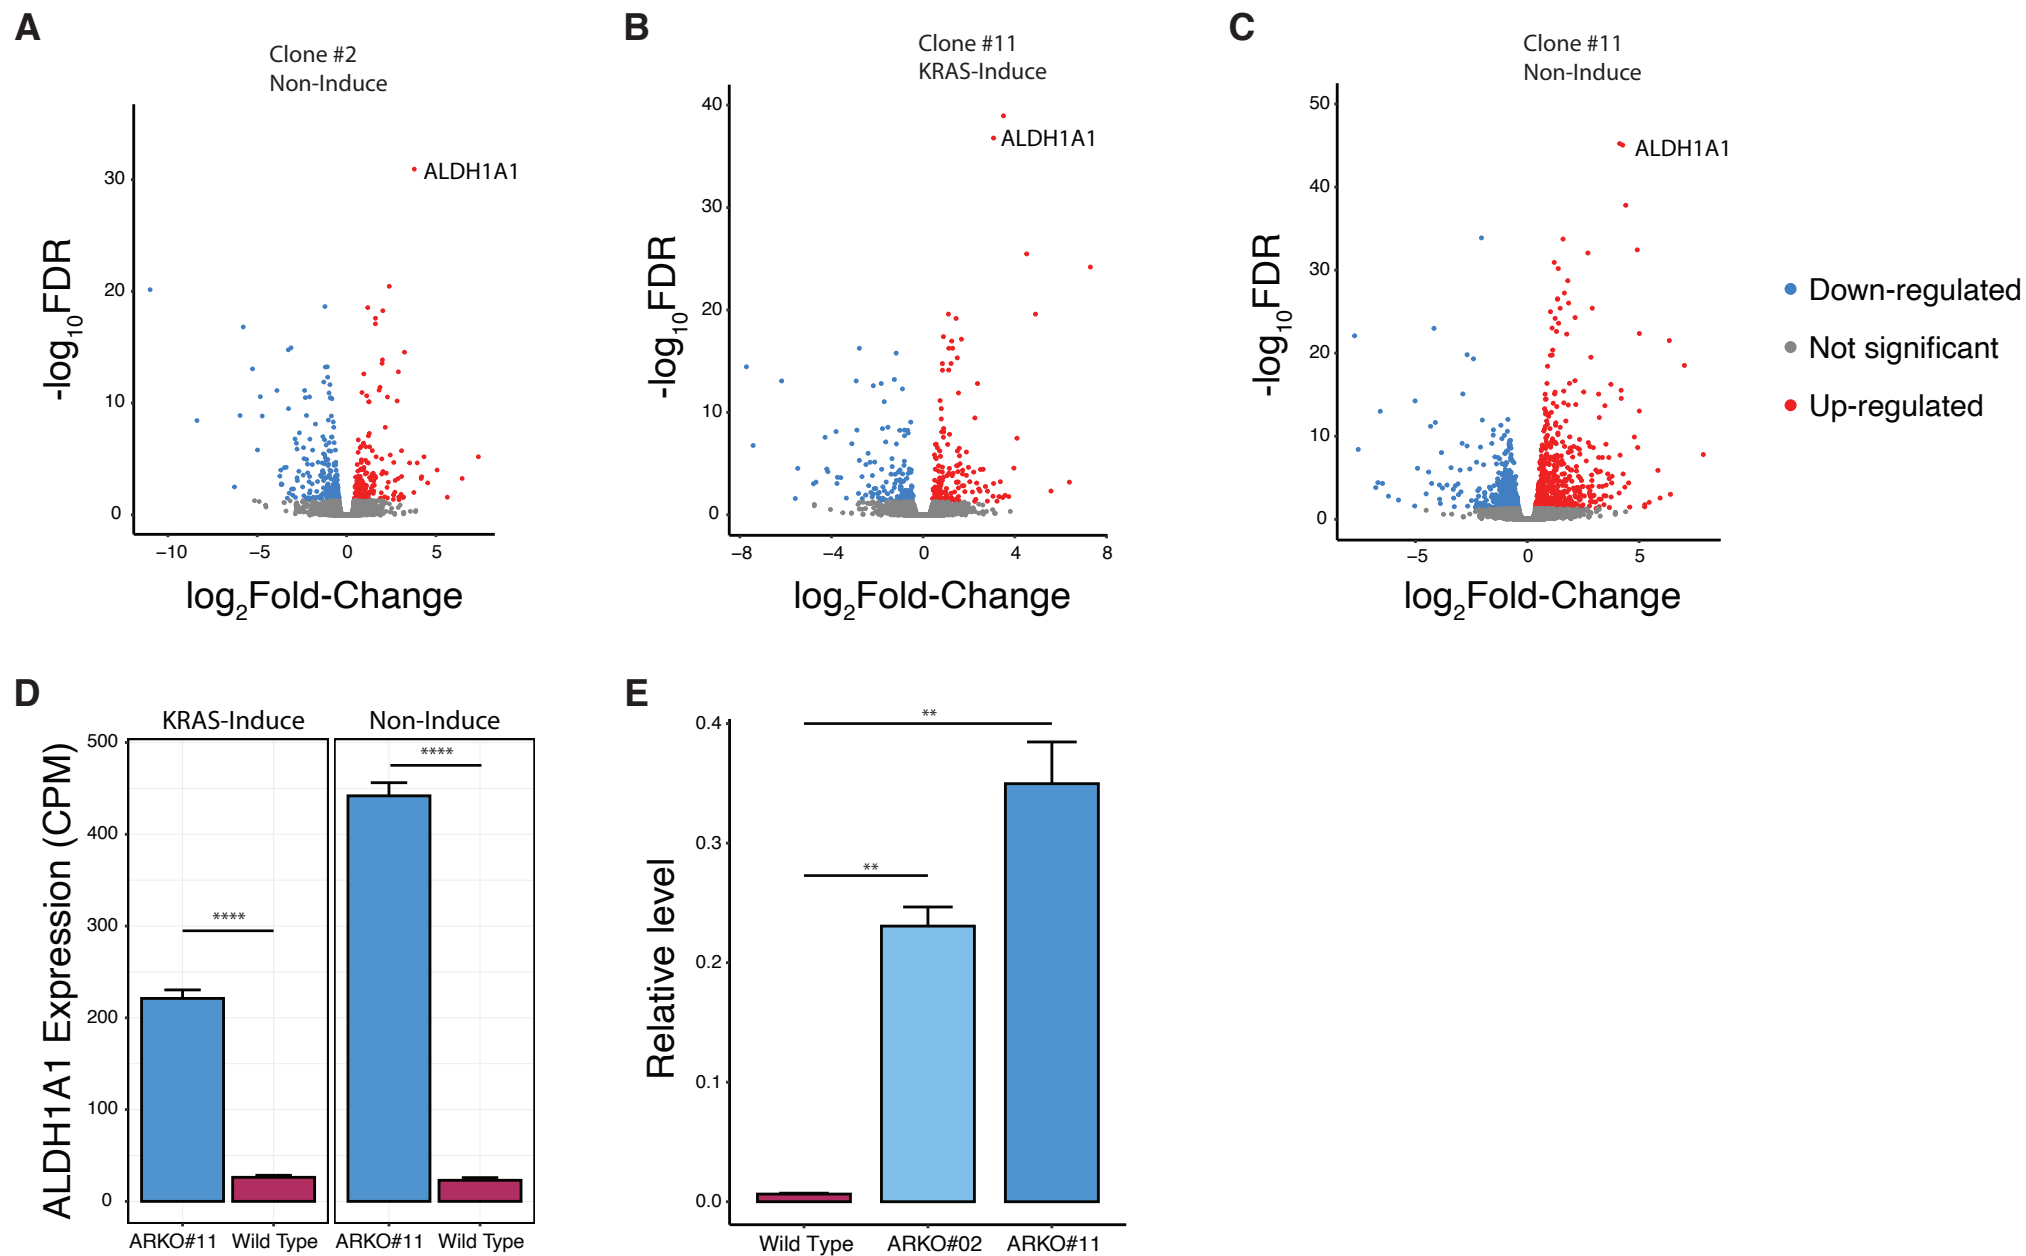 A
Clone #2
Non-Induce
30
20
10
0
-log10FDR
ALDH1A1
−10
−5
0
5
log2Fold-Change
B
Clone #11
KRAS-Induce
40
30
20
10
0
-log10FDR
ALDH1A1
−8
−4
0
4
8
log2Fold-Change
C
Clone #11
Non-Induce
50
40
30
20
10
0
-log10FDR
ALDH1A1
−5
0
5
log2Fold-Change
Down-regulated
Not significant
Up-regulated
D
KRAS-Induce
Non-Induce
ALDH1A1 Expression (CPM)
500
400
300
200
100
0
****
****
ARKO#11
Wild Type
ARKO#11
Wild Type
E
Relative level
0.4
0.3
0.2
0.1
0.0
**
**
Wild Type
ARKO#02
ARKO#11